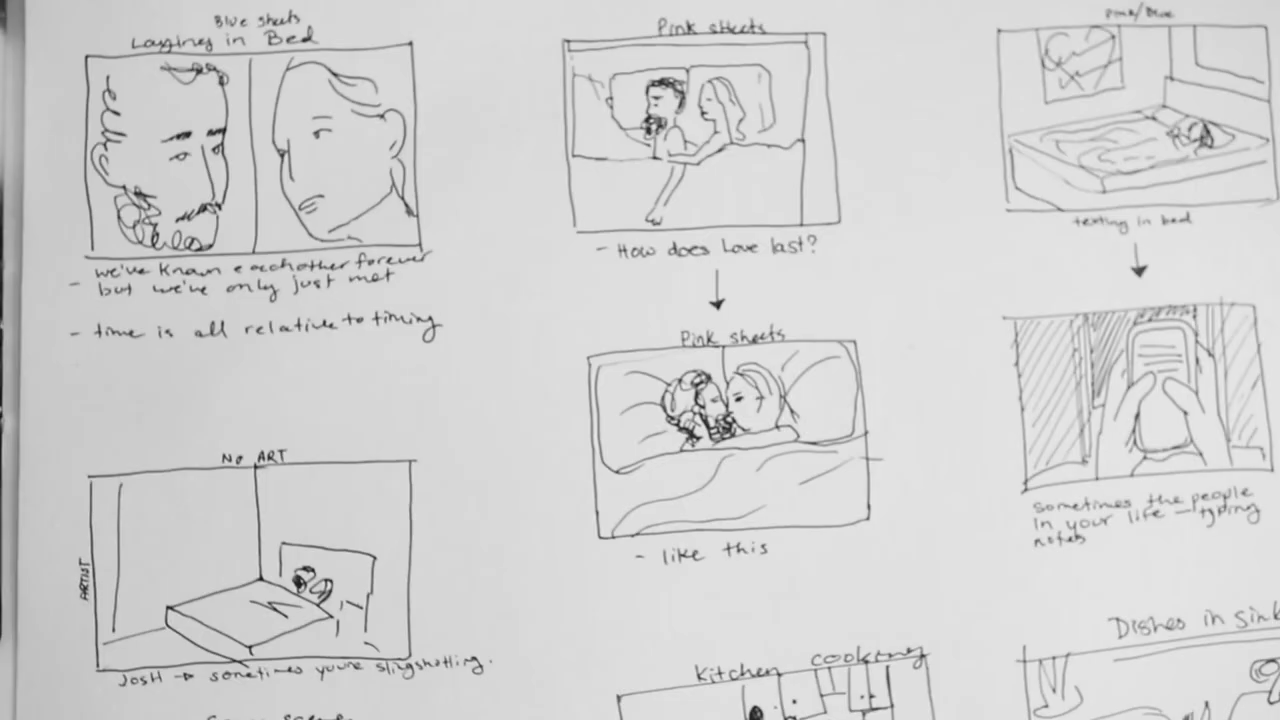 Blue sheets
Laying in Bed
- we've known eachother forever
but we've only just met
- time is all relative to timing
Pink sheets
- How does Love last?
Pink sheets
- like this
texting in bed
sometimes the people
in your life — typing
notes
NO ART
ARTIST
JOSH → sometimes you're slingshotting.
Kitchen cooking
Dishes in sink